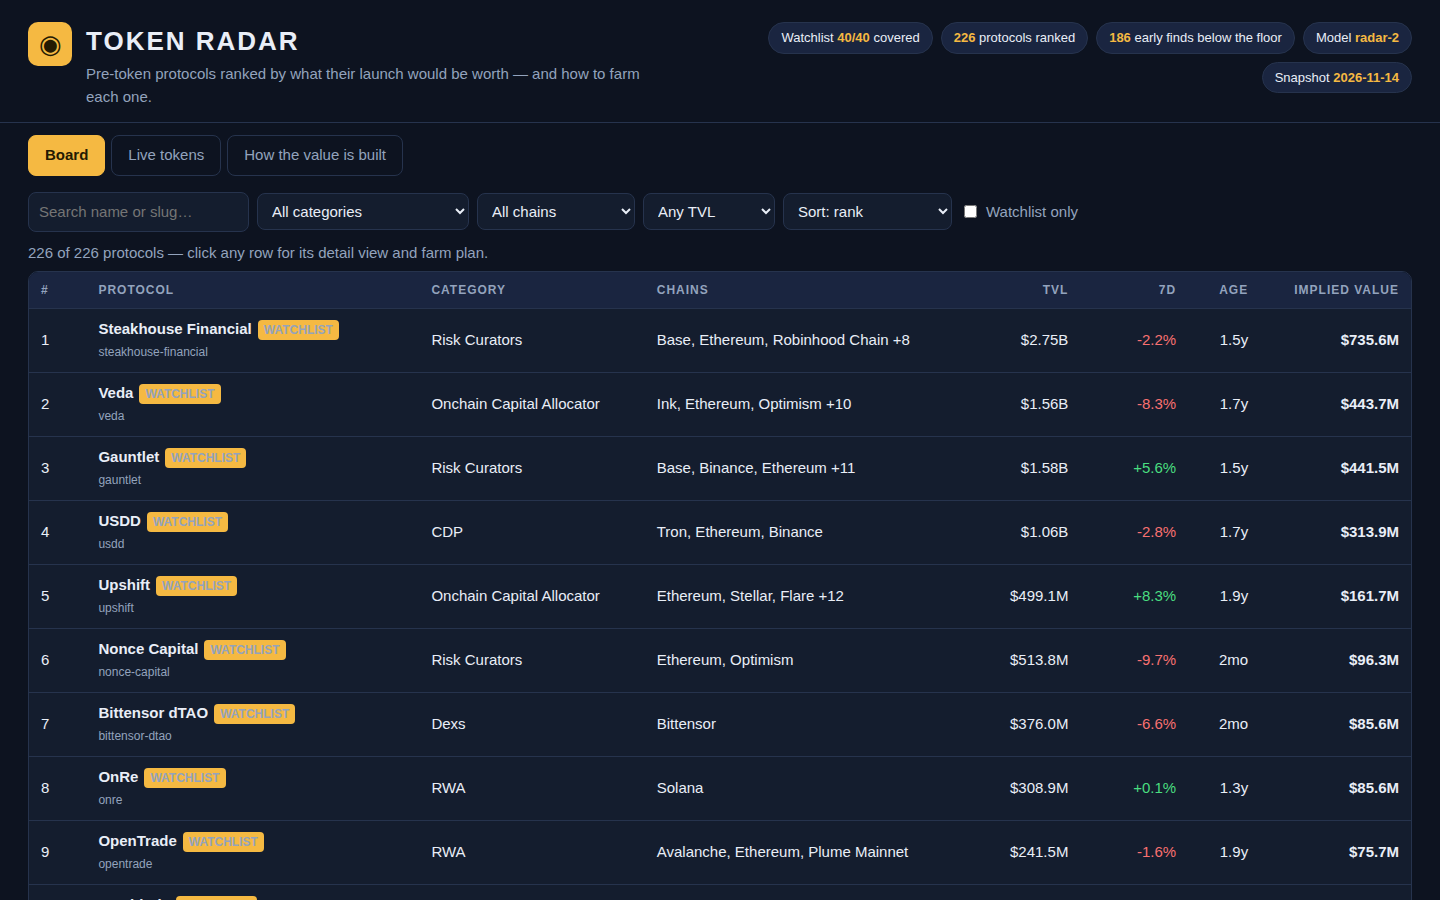 TOKEN RADAR
Pre-token protocols ranked by what their launch would be worth — and how to farm
each one.
Watchlist 40/40 covered
226 protocols ranked
186 early finds below the floor
Model radar-2
Snapshot 2026-11-14
Board
Live tokens
How the value is built
Search name or slug…
All categories
All chains
Any TVL
Sort: rank
Watchlist only
226 of 226 protocols — click any row for its detail view and farm plan.
# PROTOCOL CATEGORY CHAINS TVL 7D AGE IMPLIED VALUE
1 Steakhouse Financial WATCHLIST Risk Curators Base, Ethereum, Robinhood Chain +8 $2.75B -2.2% 1.5y $735.6M
steakhouse-financial
2 Veda WATCHLIST Onchain Capital Allocator Ink, Ethereum, Optimism +10 $1.56B -8.3% 1.7y $443.7M
veda
3 Gauntlet WATCHLIST Risk Curators Base, Binance, Ethereum +11 $1.58B +5.6% 1.5y $441.5M
gauntlet
4 USDD WATCHLIST CDP Tron, Ethereum, Binance $1.06B -2.8% 1.7y $313.9M
usdd
5 Upshift WATCHLIST Onchain Capital Allocator Ethereum, Stellar, Flare +12 $499.1M +8.3% 1.9y $161.7M
upshift
6 Nonce Capital WATCHLIST Risk Curators Ethereum, Optimism $513.8M -9.7% 2mo $96.3M
nonce-capital
7 Bittensor dTAO WATCHLIST Dexs Bittensor $376.0M -6.6% 2mo $85.6M
bittensor-dtao
8 OnRe WATCHLIST RWA Solana $308.9M +0.1% 1.3y $85.6M
onre
9 OpenTrade WATCHLIST RWA Avalanche, Ethereum, Plume Mainnet $241.5M -1.6% 1.9y $75.7M
opentrade